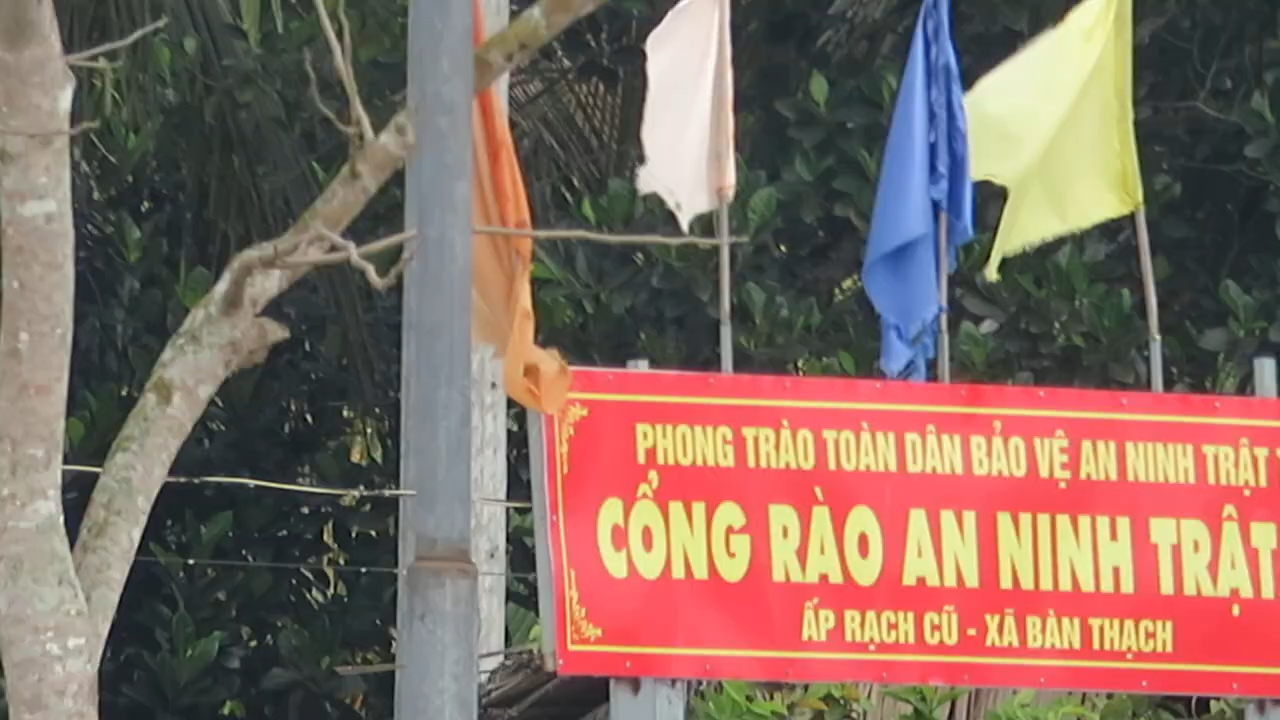 PHONG TRÀO TOÀN DÂN BẢO VỆ AN NINH TRẬT
CỔNG RÀO AN NINH TRẬT
ẤP RẠCH CŨ - XÃ BÀN THẠCH